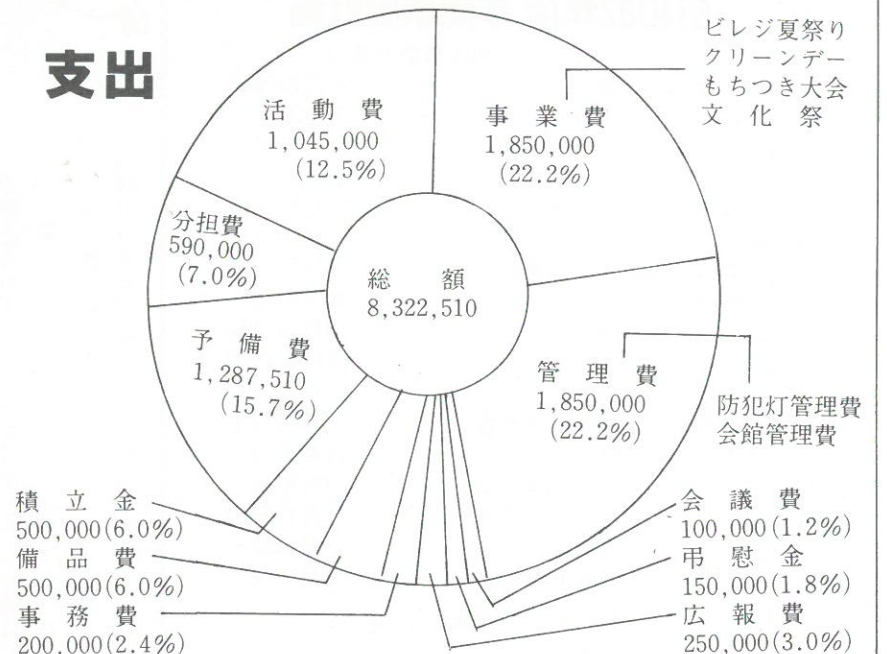 支出
ビレジ夏祭り
クリーンデー
もちつき大会
文化祭
活動費
1,045,000
(12.5%)
事業費
1,850,000
(22.2%)
分担費
590,000
(7.0%)
総額
8,322,510
予備費
1,287,510
(15.7%)
管理費
1,850,000
(22.2%)
防犯灯管理費
会館管理費
積立金
500,000(6.0%)
備品費
500,000(6.0%)
事務費
200,000(2.4%)
会議費
100,000(1.2%)
弔慰金
150,000(1.8%)
広報費
250,000(3.0%)